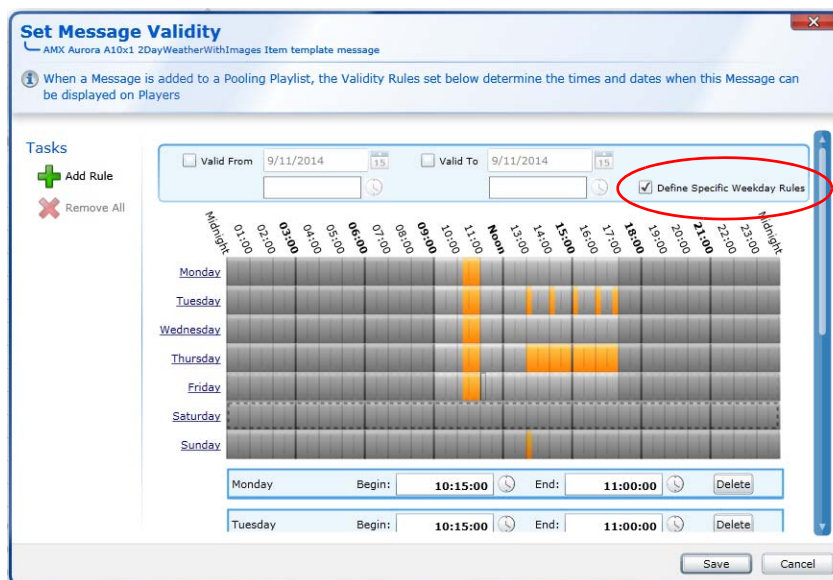 Set Message Validity
AMX Aurora A10x1 2DayWeatherWithImages Item template message
When a Message is added to a Pooling Playlist, the Validity Rules set below determine the times and dates when this Message can
be displayed on Players
Tasks
Add Rule
Remove All
Valid From 9/11/2014 15 Valid To 9/11/2014 15
Define Specific Weekday Rules
Midnight 01:00 02:00 03:00 04:00 05:00 06:00 07:00 08:00 09:00 10:00 11:00 Noon 13:00 14:00 15:00 16:00 17:00 18:00 19:00 20:00 21:00 22:00 23:00 Midnight
Monday
Tuesday
Wednesday
Thursday
Friday
Saturday
Sunday
Monday Begin: 10:15:00 End: 11:00:00 Delete
Tuesday Begin: 10:15:00 End: 11:00:00 Delete
Save Cancel